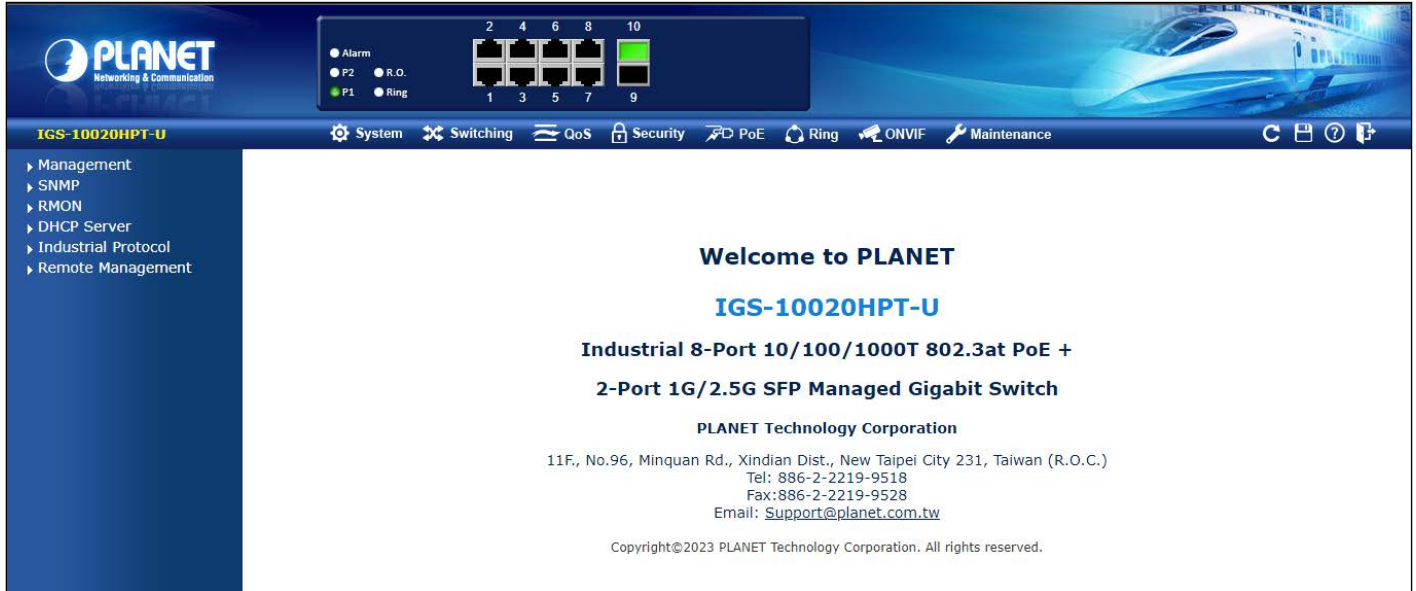 PLANET
Networking & Communication
2 4 6 8 10
Alarm
P2 R.O.
P1 Ring
1 3 5 7 9
IGS-10020HPT-U
System Switching QoS Security PoE Ring ONVIF Maintenance
Management
SNMP
RMON
DHCP Server
Industrial Protocol
Remote Management
Welcome to PLANET
IGS-10020HPT-U
Industrial 8-Port 10/100/1000T 802.3at PoE +
2-Port 1G/2.5G SFP Managed Gigabit Switch
PLANET Technology Corporation
11F., No.96, Minquan Rd., Xindian Dist., New Taipei City 231, Taiwan (R.O.C.)
Tel: 886-2-2219-9518
Fax:886-2-2219-9528
Email: Support@planet.com.tw
Copyright©2023 PLANET Technology Corporation. All rights reserved.